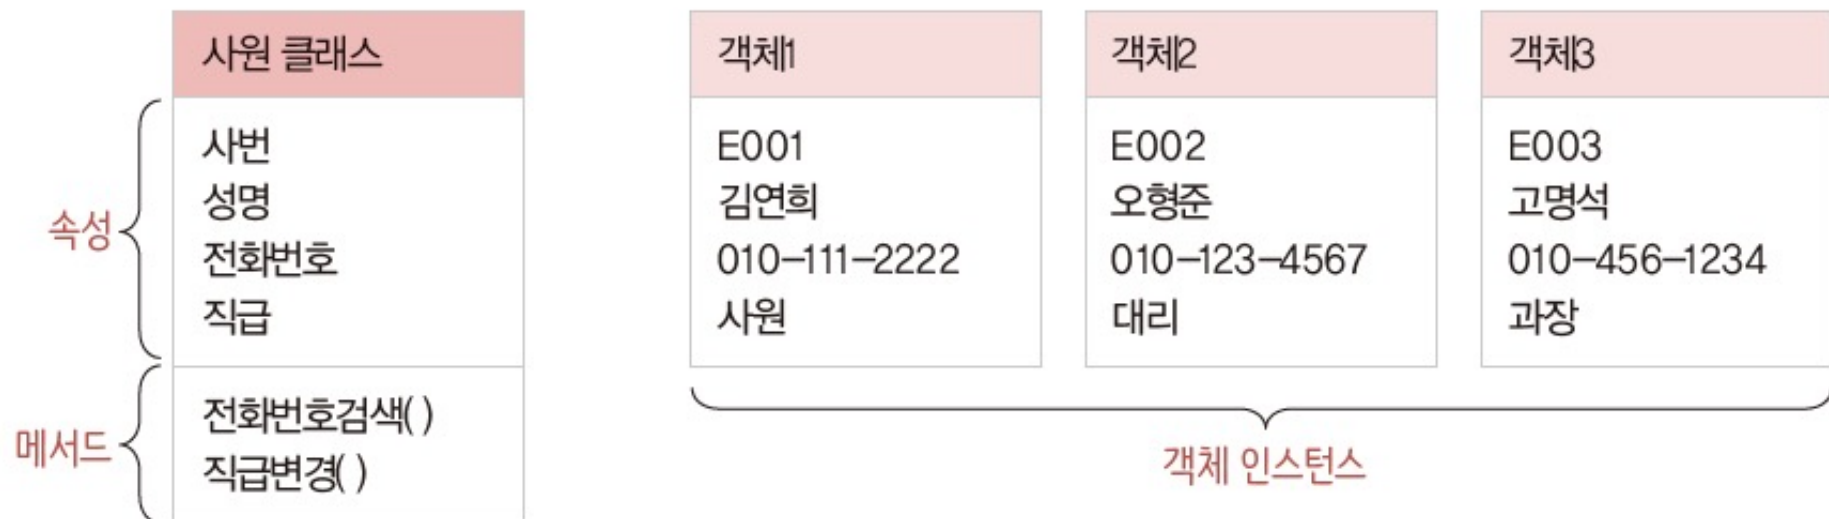 사원 클래스
속성
사번
성명
전화번호
직급
메서드
전화번호검색( )
직급변경( )
객체1
E001
김연희
010-111-2222
사원
객체2
E002
오형준
010-123-4567
대리
객체3
E003
고명석
010-456-1234
과장
객체 인스턴스